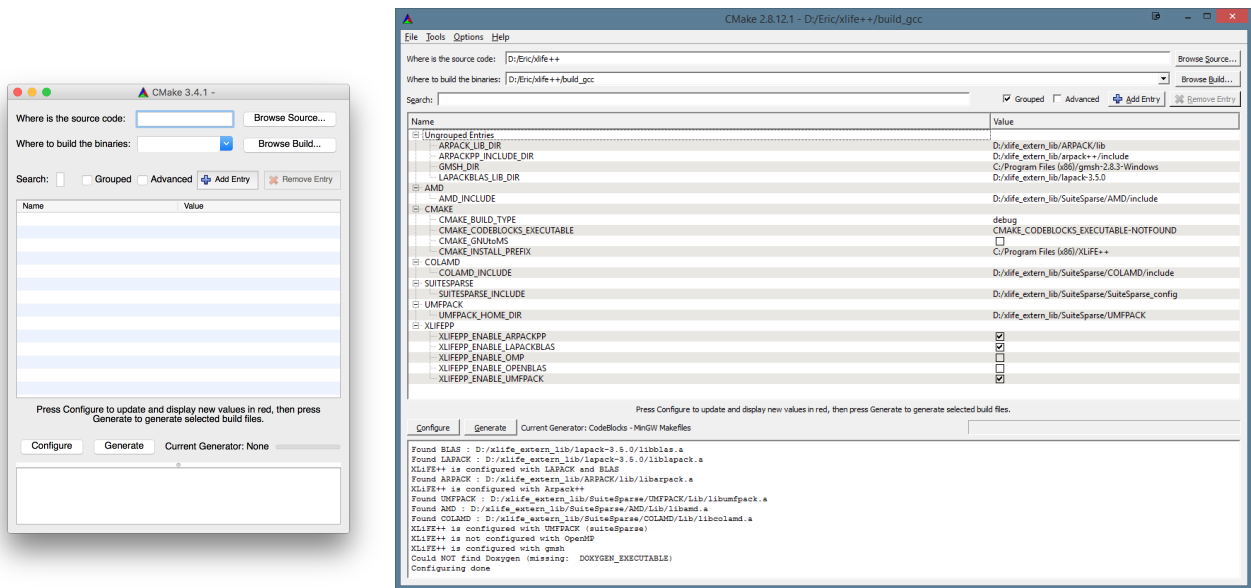 CMake 3.4.1 -
Where is the source code:
Browse Source...
Where to build the binaries:
Browse Build...
Search:
Grouped
Advanced
Add Entry
Remove Entry
Name Value
Press Configure to update and display new values in red, then press
Generate to generate selected build files.
Configure
Generate
Current Generator: None
CMake 2.8.12.1 - D:/Eric/xlife++/build_gcc
File Tools Options Help
Where is the source code: D:/Eric/xlife++ Browse Source...
Where to build the binaries: D:/Eric/xlife++/build_gcc Browse Build...
Search: Grouped Advanced Add Entry Remove Entry
Name Value
Ungrouped Entries
ARPACK_LIB_DIR D:/xlife_extern_lib/ARPACK/lib
ARPACKPP_INCLUDE_DIR D:/xlife_extern_lib/arpack++/include
GMSH_DIR C:/Program Files (x86)/gmsh-2.8.3-Windows
LAPACKBLAS_LIB_DIR D:/xlife_extern_lib/lapack-3.5.0
AMD
AMD_INCLUDE D:/xlife_extern_lib/SuiteSparse/AMD/include
CMAKE
CMAKE_BUILD_TYPE debug
CMAKE_CODEBLOCKS_EXECUTABLE CMAKE_CODEBLOCKS_EXECUTABLE-NOTFOUND
CMAKE_GNUtoMS
CMAKE_INSTALL_PREFIX C:/Program Files (x86)/XLiFE++
COLAMD
COLAMD_INCLUDE D:/xlife_extern_lib/SuiteSparse/COLAMD/include
SUITESPARSE
SUITESPARSE_INCLUDE D:/xlife_extern_lib/SuiteSparse/SuiteSparse_config
UMFPACK
UMFPACK_HOME_DIR D:/xlife_extern_lib/SuiteSparse/UMFPACK
XLIFEPP
XLIFEPP_ENABLE_ARPACKPP
XLIFEPP_ENABLE_LAPACKBLAS
XLIFEPP_ENABLE_OMP
XLIFEPP_ENABLE_OPENBLAS
XLIFEPP_ENABLE_UMFPACK
Press Configure to update and display new values in red, then press Generate to generate selected build files.
Configure Generate Current Generator: CodeBlocks - MinGW Makefiles
Found BLAS : D:/xlife_extern_lib/lapack-3.5.0/libblas.a
Found LAPACK : D:/xlife_extern_lib/lapack-3.5.0/liblapack.a
XLiFE++ is configured with LAPACK and BLAS
Found ARPACK : D:/xlife_extern_lib/ARPACK/lib/libarpack.a
XLiFE++ is configured with Arpack++
Found UMFPACK : D:/xlife_extern_lib/SuiteSparse/UMFPACK/Lib/libumfpack.a
Found AMD : D:/xlife_extern_lib/SuiteSparse/AMD/Lib/libamd.a
Found COLAMD : D:/xlife_extern_lib/SuiteSparse/COLAMD/Lib/libcolamd.a
XLiFE++ is configured with UMFPACK (suiteSparse)
XLiFE++ is not configured with OpenMP
XLiFE++ is configured with gmsh
Could NOT find Doxygen (missing:  DOXYGEN_EXECUTABLE)
Configuring done